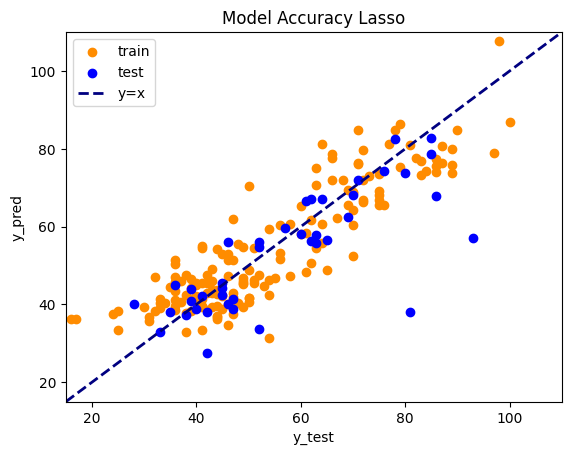 Model Accuracy Lasso
train
test
y=x
y_pred
100
80
60
40
20
20 40 60 80 100
y_test